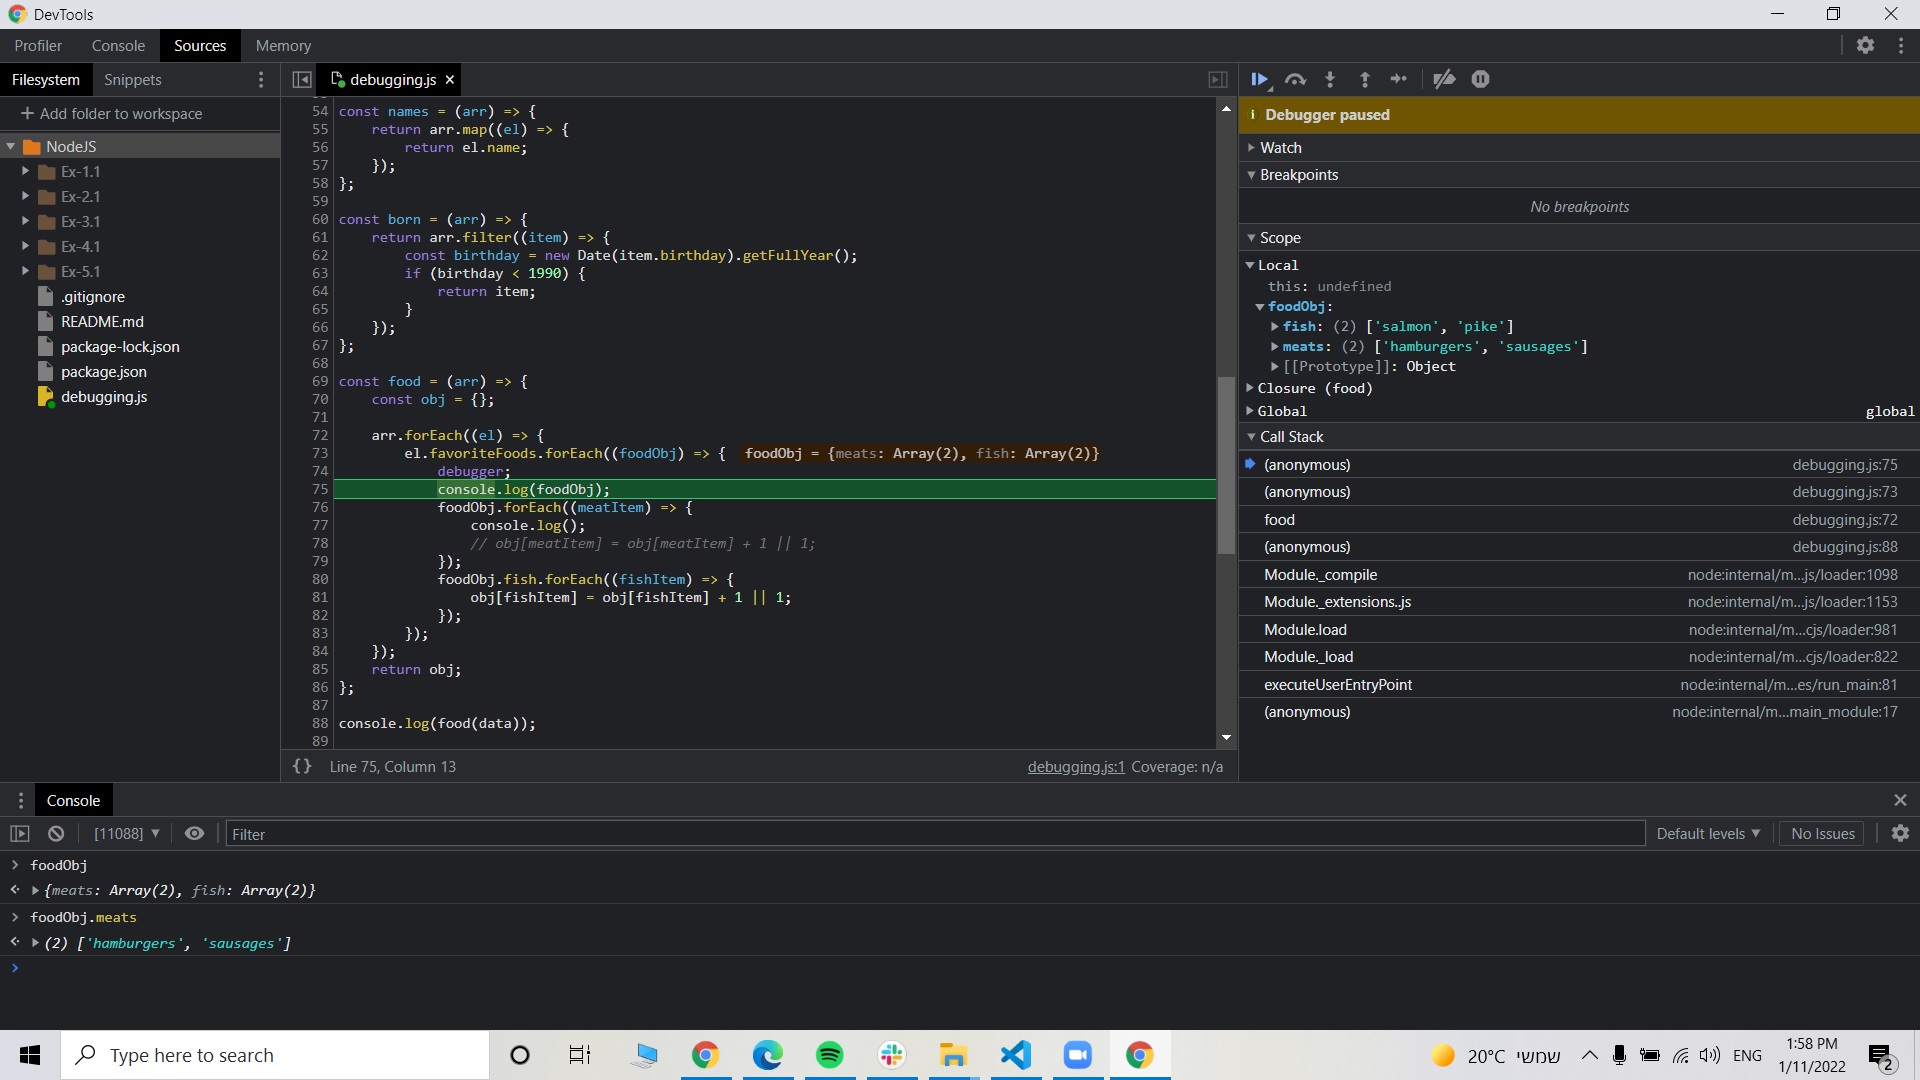 DevTools
Profiler Console Sources Memory
Filesystem Snippets
debugging.js ×
+ Add folder to workspace
NodeJS
Ex-1.1
Ex-2.1
Ex-3.1
Ex-4.1
Ex-5.1
.gitignore
README.md
package-lock.json
package.json
debugging.js
54 const names = (arr) => {
55 return arr.map((el) => {
56 return el.name;
57 });
58 };
59
60 const born = (arr) => {
61 return arr.filter((item) => {
62 const birthday = new Date(item.birthday).getFullYear();
63 if (birthday < 1990) {
64 return item;
65 }
66 });
67 };
68
69 const food = (arr) => {
70 const obj = {};
71
72 arr.forEach((el) => {
73 el.favoriteFoods.forEach((foodObj) => { foodObj = {meats: Array(2), fish: Array(2)}
74 debugger;
75 console.log(foodObj);
76 foodObj.forEach((meatItem) => {
77 console.log();
78 // obj[meatItem] = obj[meatItem] + 1 || 1;
79 });
80 foodObj.fish.forEach((fishItem) => {
81 obj[fishItem] = obj[fishItem] + 1 || 1;
82 });
83 });
84 });
85 return obj;
86 };
87
88 console.log(food(data));
89
{} Line 75, Column 13 debugging.js:1 Coverage: n/a
Debugger paused
Watch
Breakpoints
No breakpoints
Scope
Local
this: undefined
foodObj:
fish: (2) ['salmon', 'pike']
meats: (2) ['hamburgers', 'sausages']
[[Prototype]]: Object
Closure (food)
Global global
Call Stack
(anonymous) debugging.js:75
(anonymous) debugging.js:73
food debugging.js:72
(anonymous) debugging.js:88
Module._compile node:internal/m…js/loader:1098
Module._extensions..js node:internal/m…js/loader:1153
Module.load node:internal/m…cjs/loader:981
Module._load node:internal/m…cjs/loader:822
executeUserEntryPoint node:internal/m…es/run_main:81
(anonymous) node:internal/m…main_module:17
Console
[11088] Filter Default levels No Issues
foodObj
{meats: Array(2), fish: Array(2)}
foodObj.meats
(2) ['hamburgers', 'sausages']
Type here to search
20°C שמשי
ENG
1:58 PM
1/11/2022
2